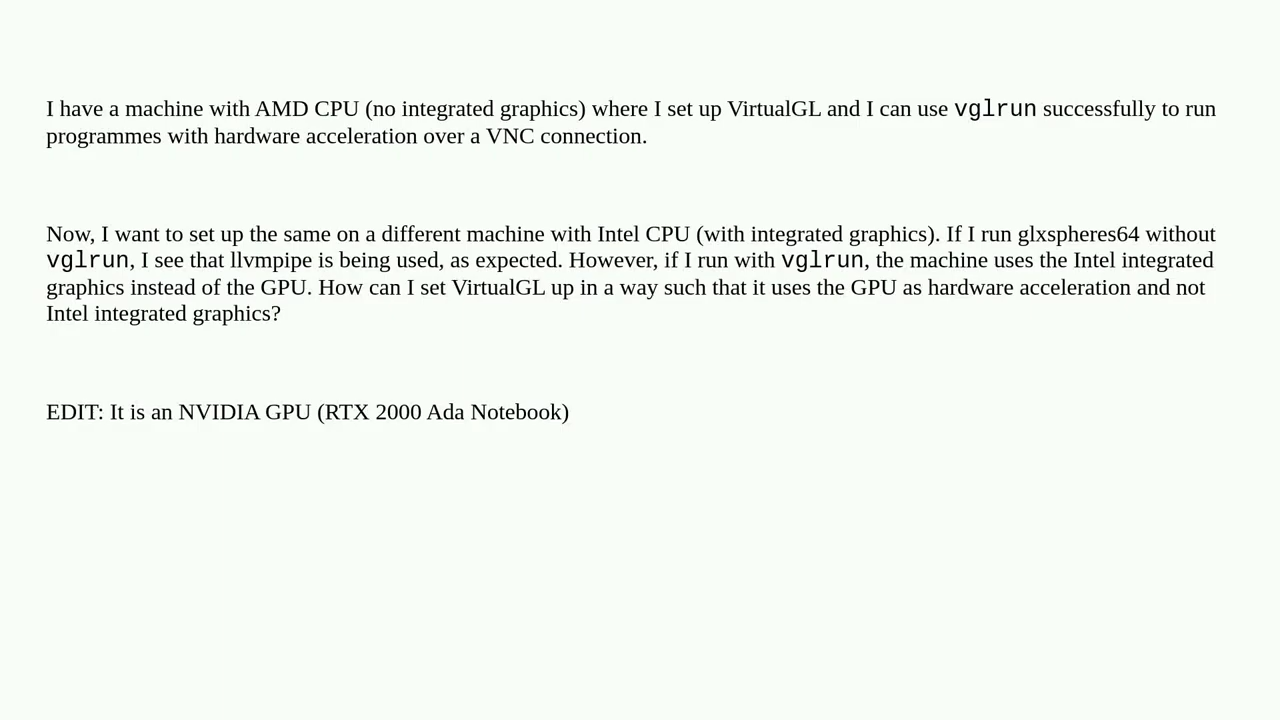 I have a machine with AMD CPU (no integrated graphics) where I set up VirtualGL and I can use vglrun successfully to run
programmes with hardware acceleration over a VNC connection.
Now, I want to set up the same on a different machine with Intel CPU (with integrated graphics). If I run glxspheres64 without
vglrun, I see that llvmpipe is being used, as expected. However, if I run with vglrun, the machine uses the Intel integrated
graphics instead of the GPU. How can I set VirtualGL up in a way such that it uses the GPU as hardware acceleration and not
Intel integrated graphics?
EDIT: It is an NVIDIA GPU (RTX 2000 Ada Notebook)